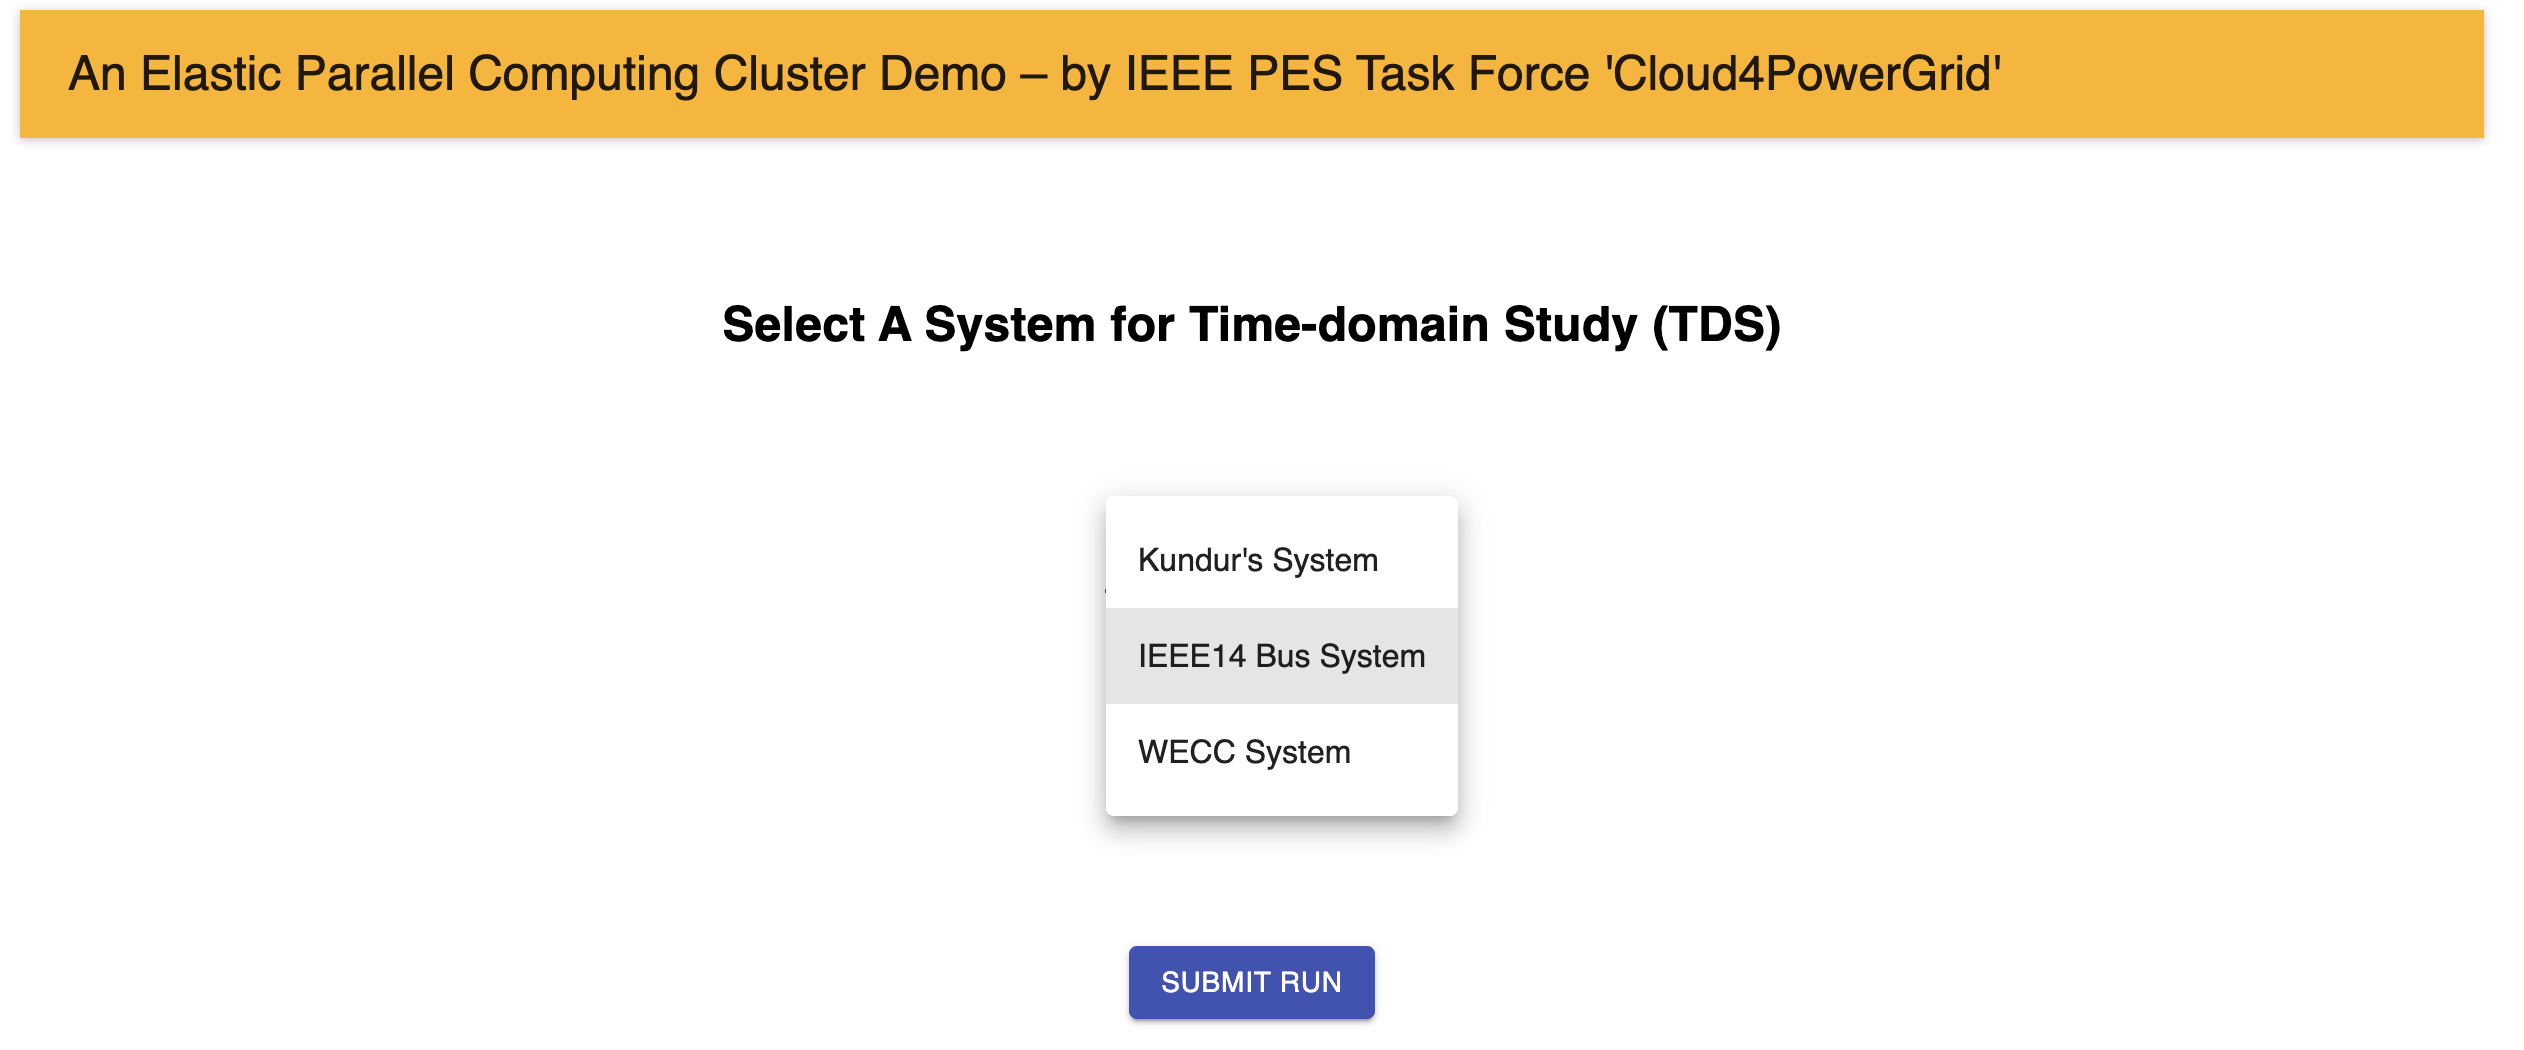 An Elastic Parallel Computing Cluster Demo – by IEEE PES Task Force 'Cloud4PowerGrid'
Select A System for Time-domain Study (TDS)
Kundur's System
IEEE14 Bus System
WECC System
SUBMIT RUN